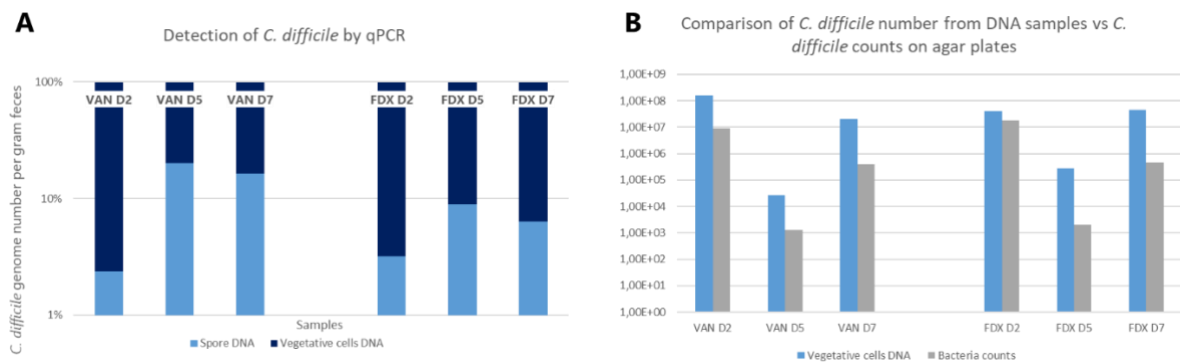 A
Detection of C. difficile by qPCR
C. difficile genome number per gram feces
100%
10%
1%
VAN D2
VAN D5
VAN D7
FDX D2
FDX D5
FDX D7
Samples
Spore DNA
Vegetative cells DNA
B
Comparison of C. difficile number from DNA samples vs C.
difficile counts on agar plates
1,00E+09
1,00E+08
1,00E+07
1,00E+06
1,00E+05
1,00E+04
1,00E+03
1,00E+02
1,00E+01
1,00E+00
VAN D2
VAN D5
VAN D7
FDX D2
FDX D5
FDX D7
Vegetative cells DNA
Bacteria counts